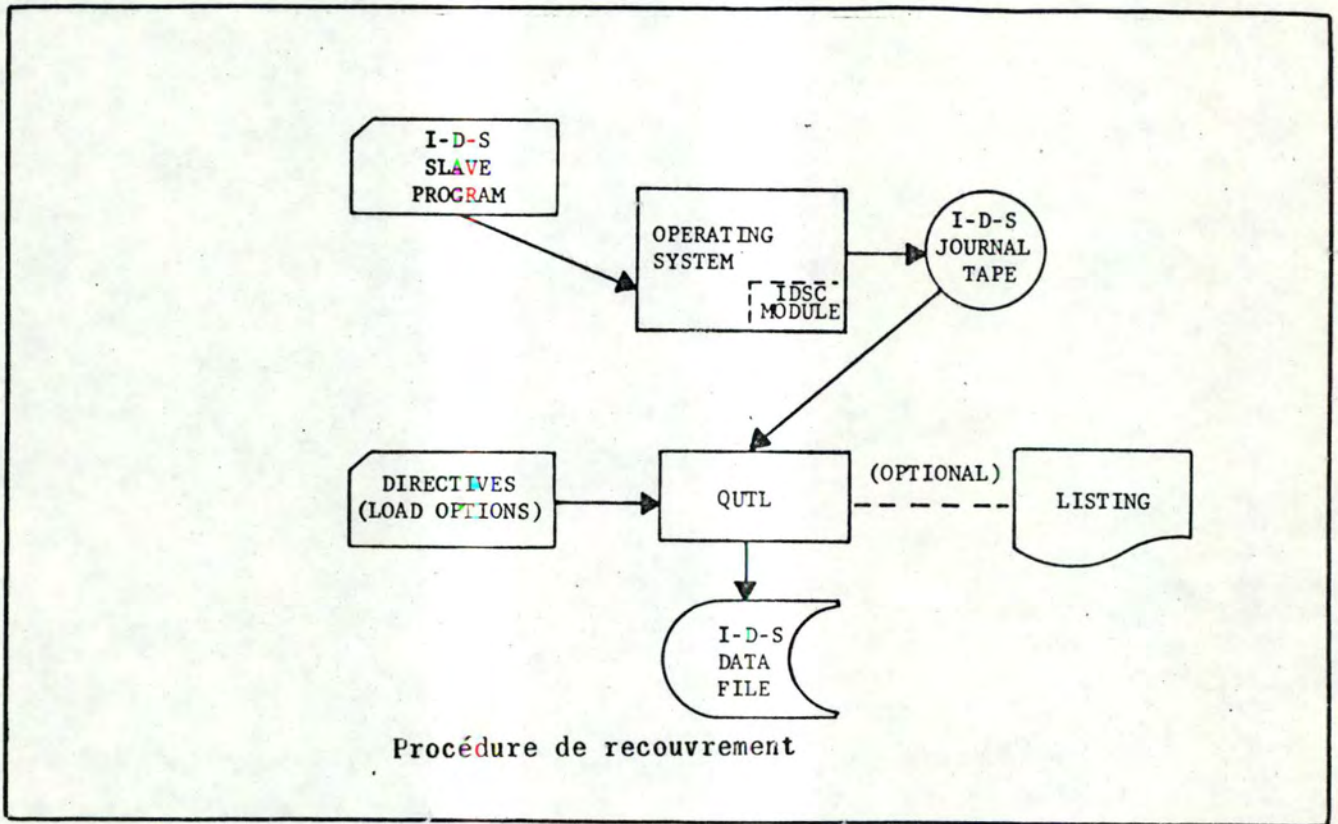 I-D-S
SLAVE
PROGRAM
OPERATING
SYSTEM
IDSC
MODULE
I-D-S
JOURNAL
TAPE
DIRECTIVES
(LOAD OPTIONS)
QUTL
(OPTIONAL)
LISTING
I-D-S
DATA
FILE
Procédure de recouvrement